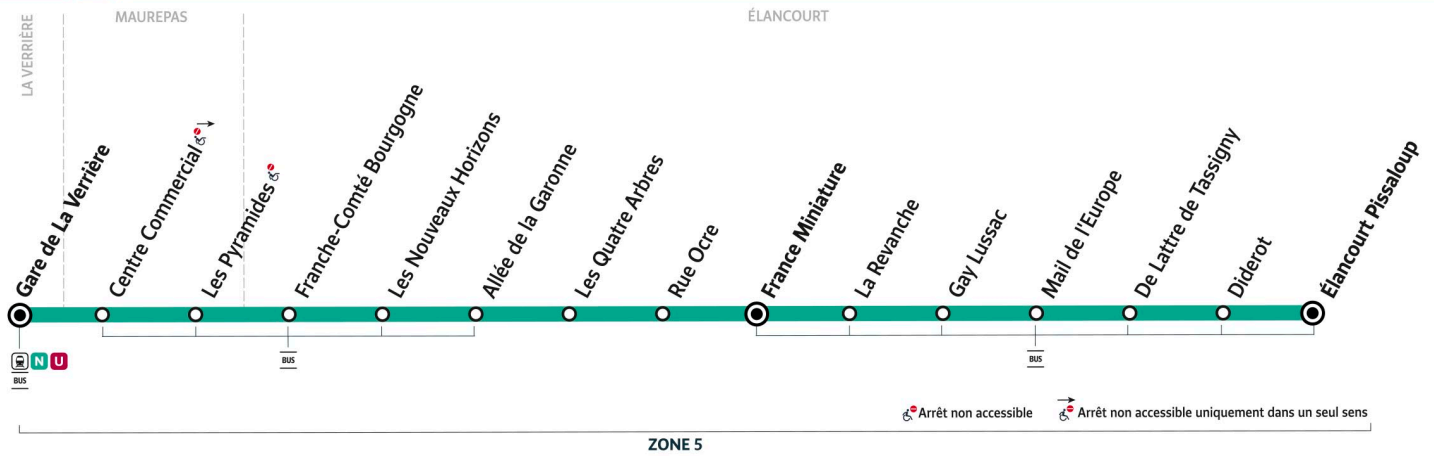 LA VERRIÈRE
MAUREPAS
ÉLANCOURT
Gare de La Verrière
Centre Commercial
Les Pyramides
Franche-Comté Bourgogne
Les Nouveaux Horizons
Allée de la Garonne
Les Quatre Arbres
Rue Ocre
France Miniature
La Revanche
Gay Lussac
Mail de l'Europe
De Lattre de Tassigny
Diderot
Élancourt Pissaloup
N U
BUS
BUS
BUS
Arrêt non accessible
Arrêt non accessible uniquement dans un seul sens
ZONE 5